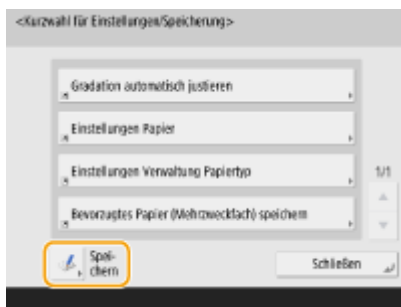 <Kurzwahl für Einstellungen/Speicherung>
Gradation automatisch justieren
Einstellungen Papier
Einstellungen Verwaltung Papiertyp
1/1
Bevorzugtes Papier (Mehrzweckfach) speichern
Spei-
chern
Schließen